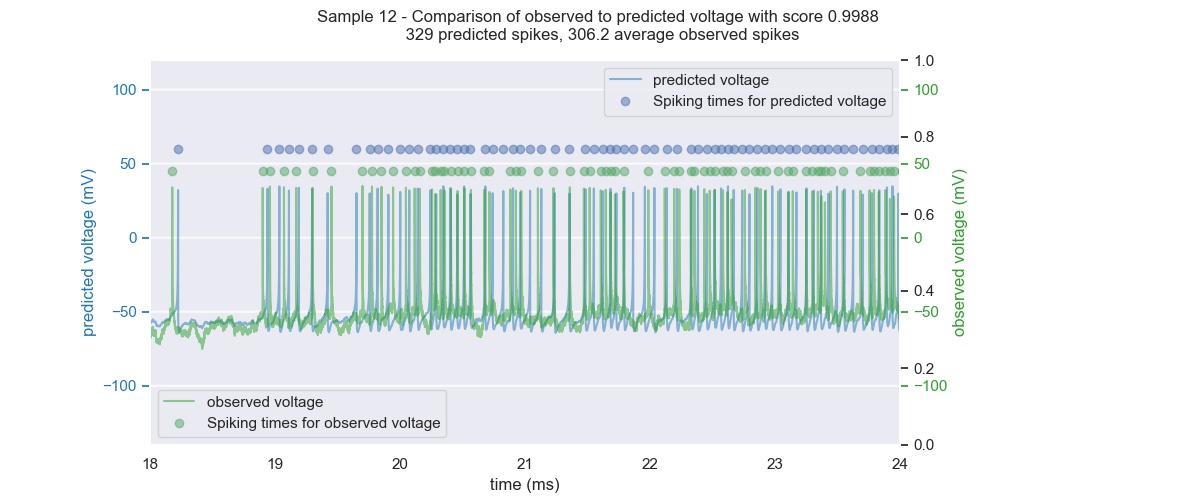 Sample 12 - Comparison of observed to predicted voltage with score 0.9988
329 predicted spikes, 306.2 average observed spikes
predicted voltage
Spiking times for predicted voltage
observed voltage
Spiking times for observed voltage
predicted voltage (mV)
100
50
0
−50
−100
1.0
0.8
0.6
0.4
0.2
0.0
100
50
0
−50
−100
observed voltage (mV)
18
19
20
21
22
23
24
time (ms)